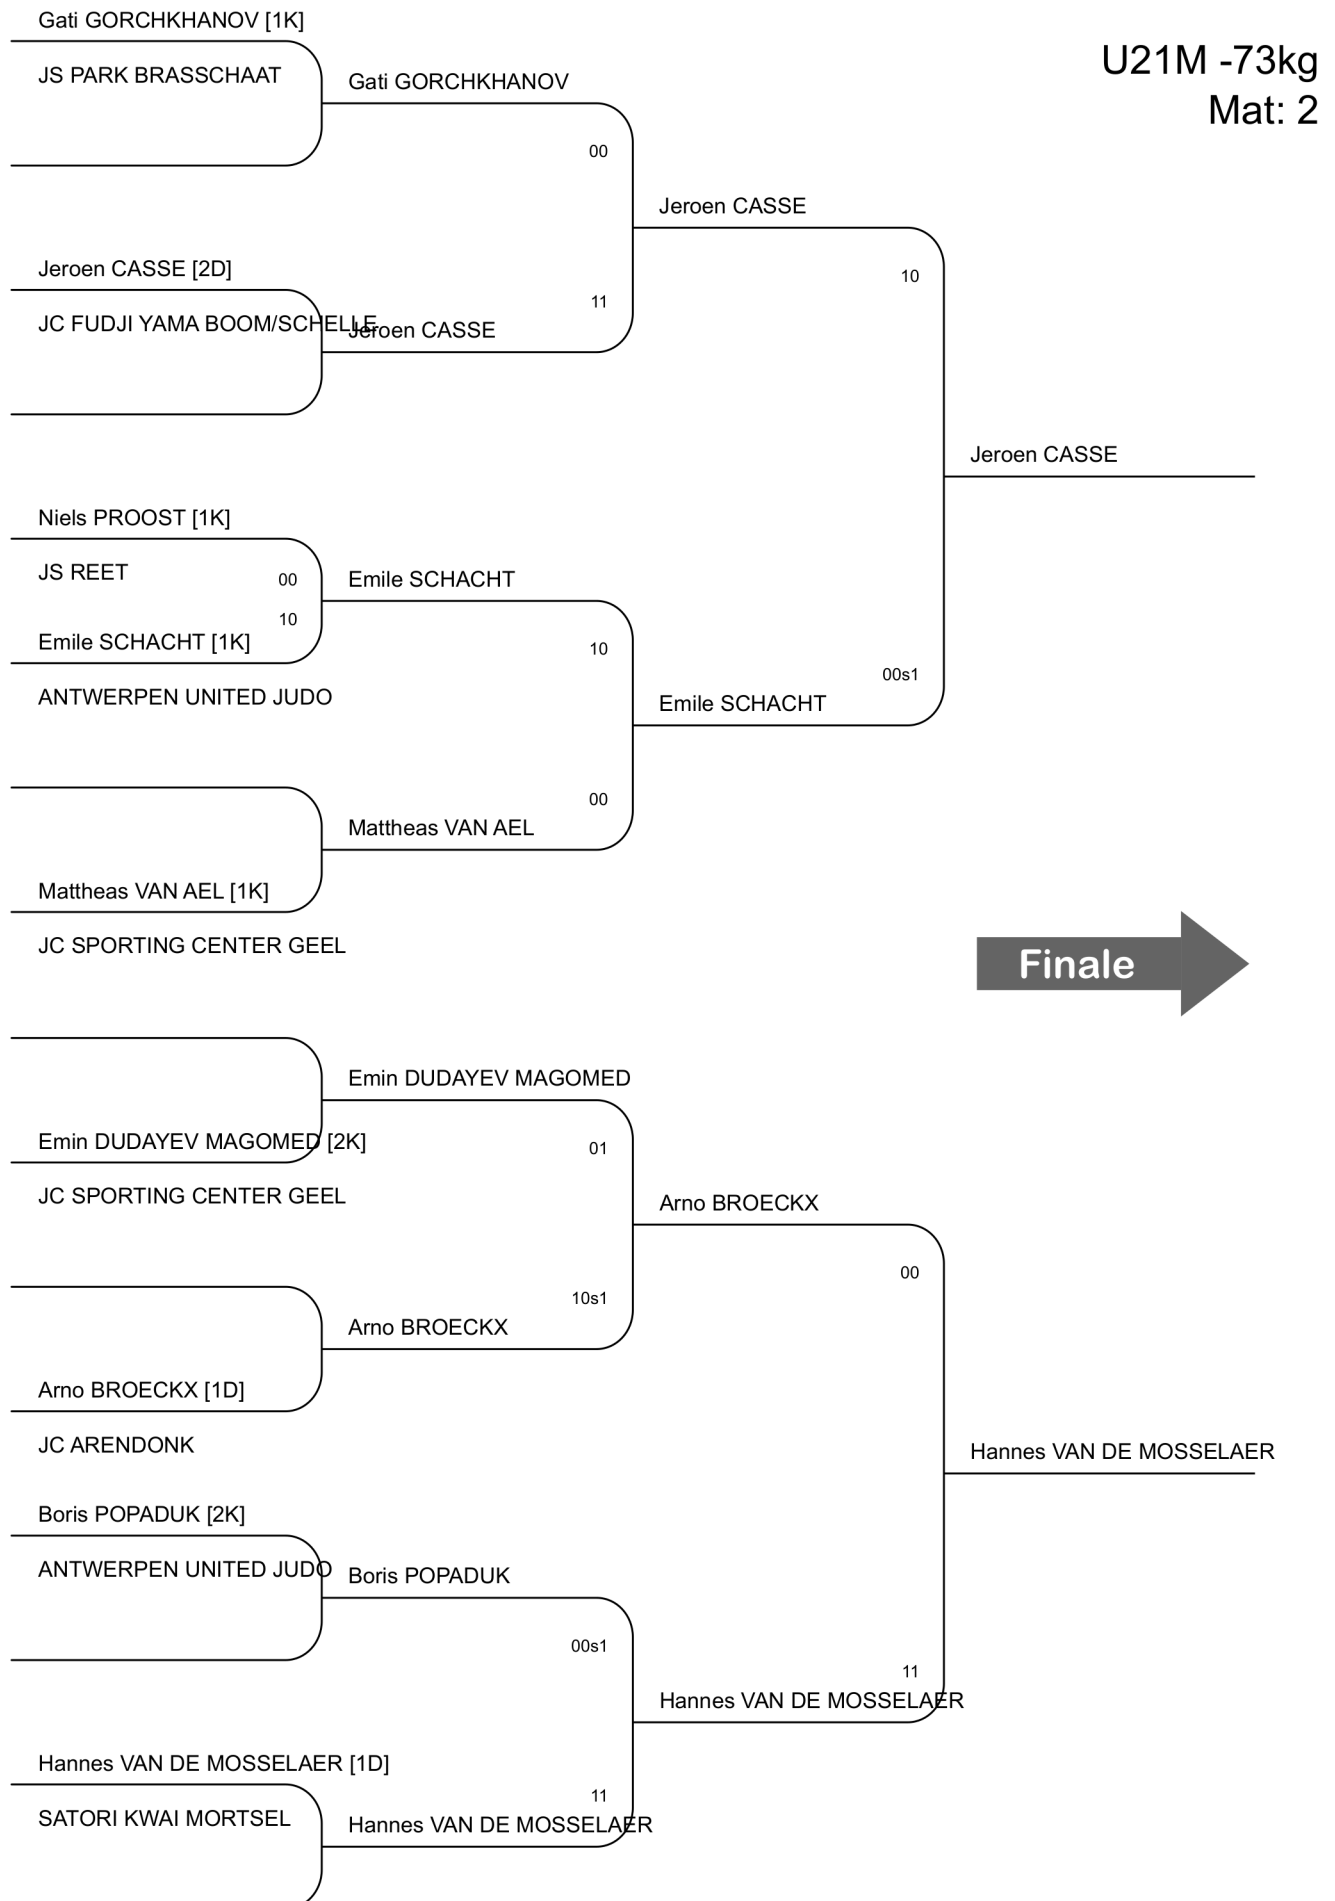 Gati GORCHKHANOV [1K]
U21M -73kg
JS PARK BRASSCHAAT
Gati GORCHKHANOV
Mat: 2
00
Jeroen CASSE
Jeroen CASSE [2D]
10
11
JC FUDJI YAMA BOOM/SCHELLE
Jeroen CASSE
Jeroen CASSE
Niels PROOST [1K]
JS REET
00
Emile SCHACHT
10
Emile SCHACHT [1K]
10
00s1
ANTWERPEN UNITED JUDO
Emile SCHACHT
00
Mattheas VAN AEL
Mattheas VAN AEL [1K]
JC SPORTING CENTER GEEL
Finale
Emin DUDAYEV MAGOMED
Emin DUDAYEV MAGOMED [2K]
01
JC SPORTING CENTER GEEL
Arno BROECKX
00
10s1
Arno BROECKX
Arno BROECKX [1D]
JC ARENDONK
Hannes VAN DE MOSSELAER
Boris POPADUK [2K]
ANTWERPEN UNITED JUDO
Boris POPADUK
00s1
11
Hannes VAN DE MOSSELAER
Hannes VAN DE MOSSELAER [1D]
11
SATORI KWAI MORTSEL
Hannes VAN DE MOSSELAER